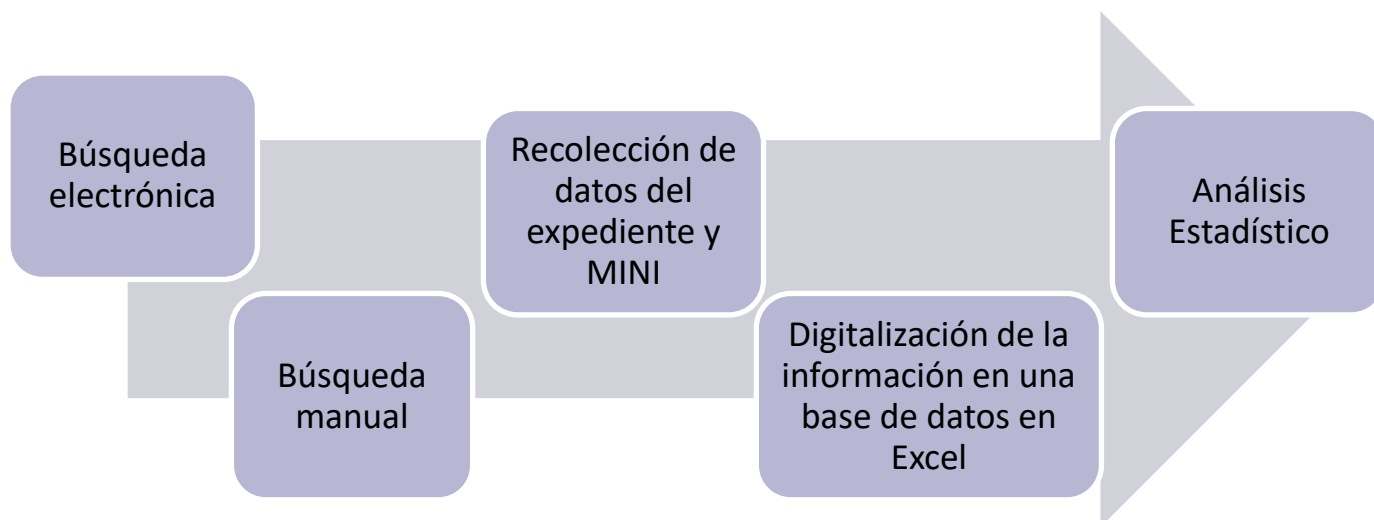 Búsqueda
electrónica
Búsqueda
manual
Recolección de
datos del
expediente y
MINI
Digitalización de la
información en una
base de datos en
Excel
Análisis
Estadístico